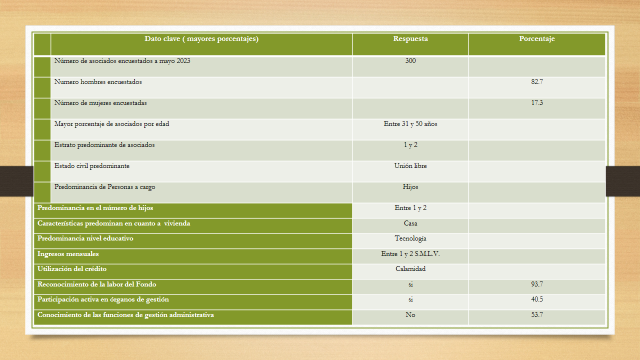 Dato clave ( mayores porcentajes) Respuesta Porcentaje
Número de asociados encuestados a mayo 2023 300
Numero hombres encuestados 82.7
Número de mujeres encuestadas 17.3
Mayor porcentaje de asociados por edad Entre 31 y 50 años
Estrato predominante de asociados 1 y 2
Estado civil predominante Unión libre
Predominancia de Personas a cargo Hijos
Predominancia en el número de hijos Entre 1 y 2
Características predominan en cuanto a vivienda Casa
Predominancia nivel educativo Tecnología
Ingresos mensuales Entre 1 y 2 S.M.L.V.
Utilización del crédito Calamidad
Reconocimiento de la labor del Fondo si 93.7
Participación activa en órganos de gestión si 40.5
Conocimiento de las funciones de gestión administrativa No 53.7